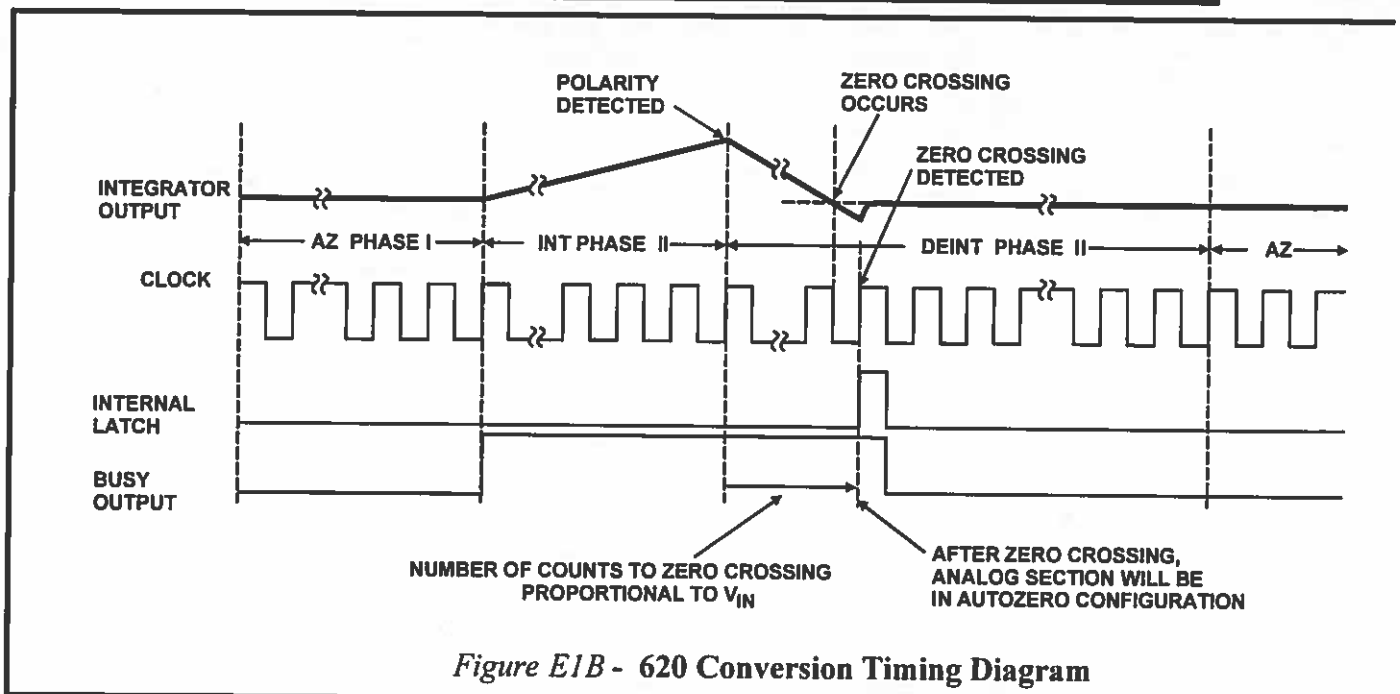 POLARITY
DETECTED
ZERO CROSSING
OCCURS
ZERO CROSSING
DETECTED
INTEGRATOR
OUTPUT
AZ PHASE I
INT PHASE II
DEINT PHASE II
AZ
CLOCK
INTERNAL
LATCH
BUSY
OUTPUT
NUMBER OF COUNTS TO ZERO CROSSING
PROPORTIONAL TO VIN
AFTER ZERO CROSSING,
ANALOG SECTION WILL BE
IN AUTOZERO CONFIGURATION
Figure E1B - 620 Conversion Timing Diagram